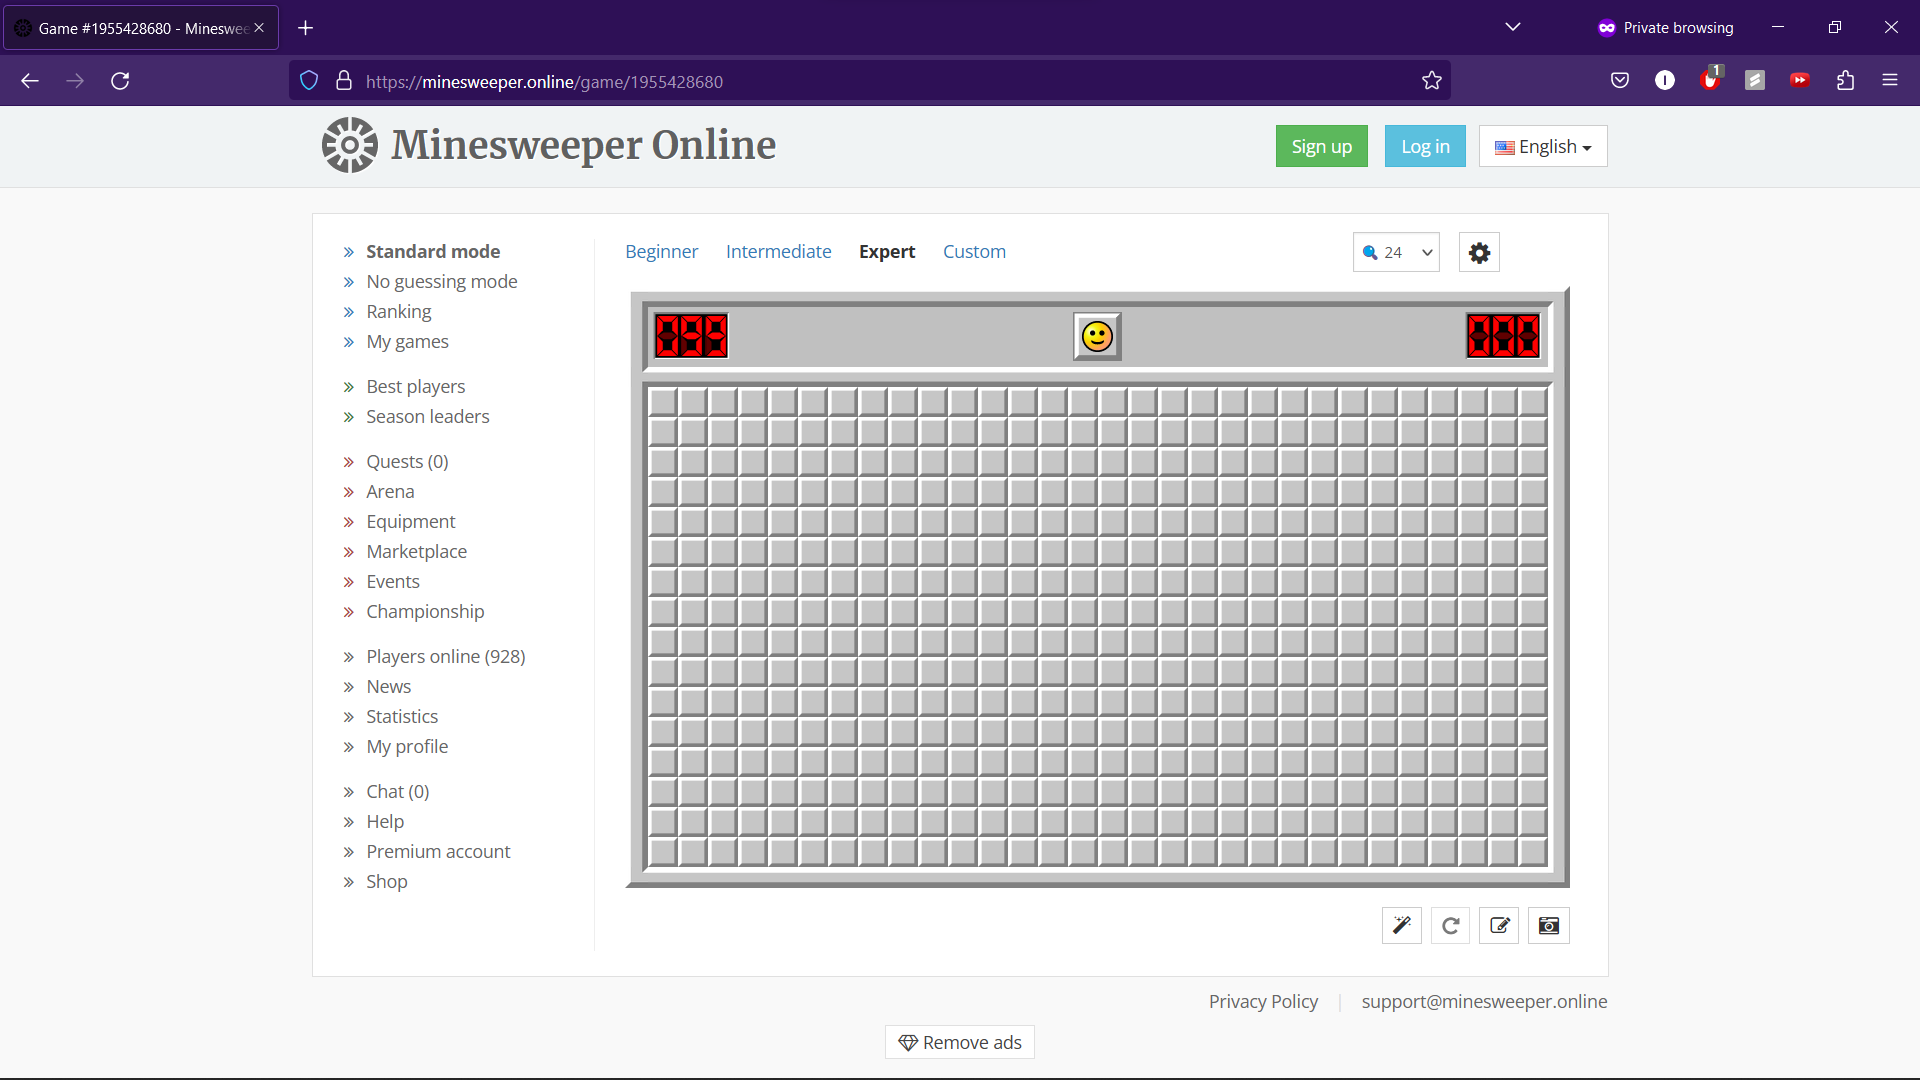 Game #1955428680 - Mineswee
Private browsing
https://minesweeper.online/game/1955428680
1
Minesweeper Online
Sign up
Log in
English
Standard mode
No guessing mode
Ranking
My games
Best players
Season leaders
Quests (0)
Arena
Equipment
Marketplace
Events
Championship
Players online (928)
News
Statistics
My profile
Chat (0)
Help
Premium account
Shop
Beginner Intermediate Expert Custom
24
Privacy Policy
support@minesweeper.online
Remove ads